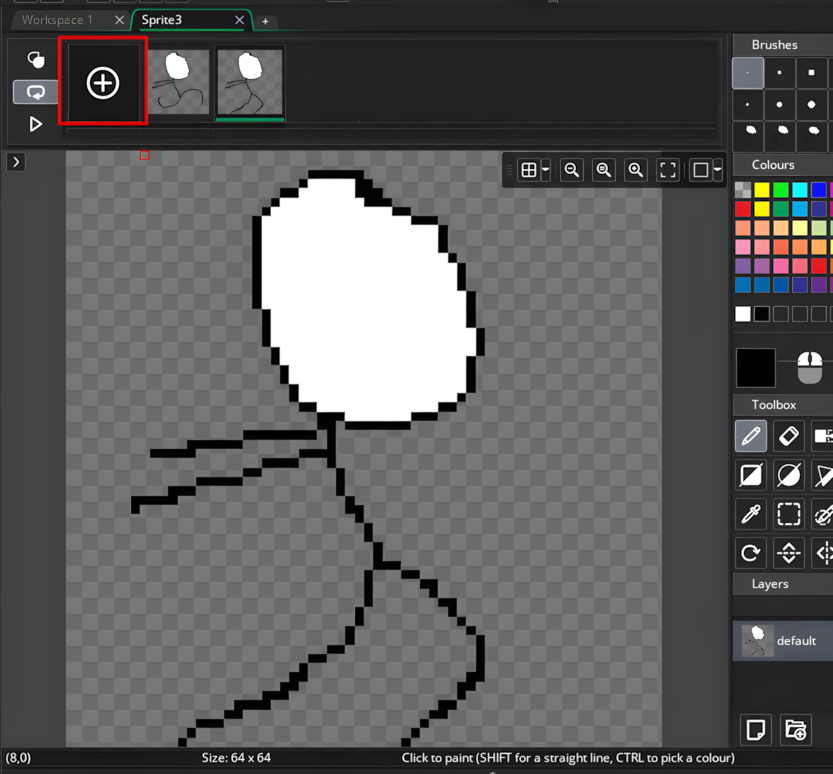 Workspace 1
Sprite3
Brushes
Colours
Toolbox
Layers
default
(8,0)
Size: 64 x 64
Click to paint (SHIFT for a straight line, CTRL to pick a colour)